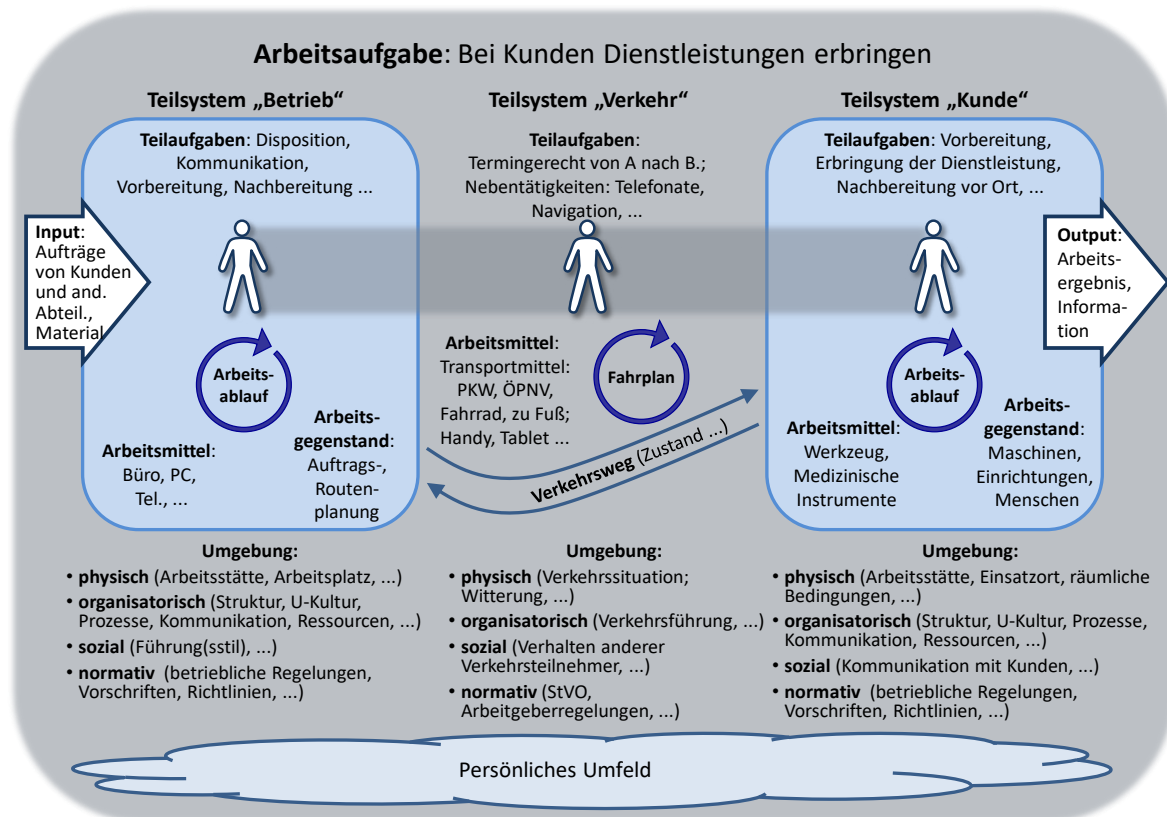 Arbeitsaufgabe: Bei Kunden Dienstleistungen erbringen
Teilsystem „Betrieb“
Teilaufgaben: Disposition,
Kommunikation,
Vorbereitung, Nachbereitung ...
Input:
Aufträge
von Kunden
und and.
Abteil.,
Material
Arbeits-
ablauf
Arbeitsmittel:
Büro, PC,
Tel., ...
Arbeits-
gegenstand:
Auftrags-,
Routen-
planung
Teilsystem „Verkehr“
Teilaufgaben:
Termingerecht von A nach B.;
Nebentätigkeiten: Telefonate,
Navigation, ...
Arbeitsmittel:
Transportmittel:
PKW, ÖPNV,
Fahrrad, zu Fuß;
Handy, Tablet ...
Fahrplan
Verkehrsweg (Zustand ...)
Teilsystem „Kunde“
Teilaufgaben: Vorbereitung,
Erbringung der Dienstleistung,
Nachbereitung vor Ort, ...
Output:
Arbeits-
ergebnis,
Informa-
tion
Arbeits-
ablauf
Arbeitsmittel:
Werkzeug,
Medizinische
Instrumente
Arbeits-
gegenstand:
Maschinen,
Einrichtungen,
Menschen
Umgebung:
• physisch (Arbeitsstätte, Arbeitsplatz, ...)
• organisatorisch (Struktur, U-Kultur,
Prozesse, Kommunikation, Ressourcen, ...)
• sozial (Führung(sstil), ...)
• normativ (betriebliche Regelungen,
Vorschriften, Richtlinien, ...)
Umgebung:
• physisch (Verkehrssituation;
Witterung, ...)
• organisatorisch (Verkehrsführung, ...)
• sozial (Verhalten anderer
Verkehrsteilnehmer, ...)
• normativ (StVO,
Arbeitgeberregelungen, ...)
Umgebung:
• physisch (Arbeitsstätte, Einsatzort, räumliche
Bedingungen, ...)
• organisatorisch (Struktur, U-Kultur, Prozesse,
Kommunikation, Ressourcen, ...)
• sozial (Kommunikation mit Kunden, ...)
• normativ (betriebliche Regelungen,
Vorschriften, Richtlinien, ...)
Persönliches Umfeld